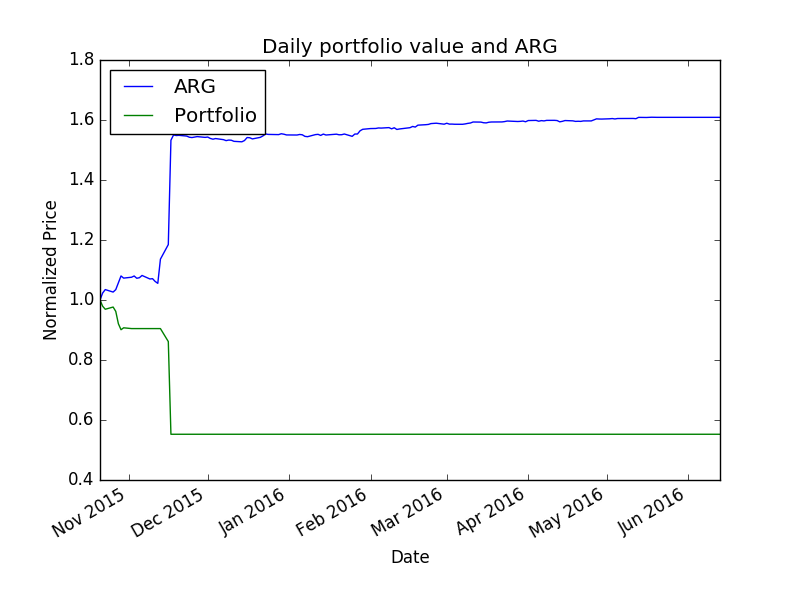 Daily portfolio value and ARG
1.8
1.6
1.4
1.2
1.0
0.8
0.6
0.4
Normalized Price
ARG
Portfolio
Nov 2015
Dec 2015
Jan 2016
Feb 2016
Mar 2016
Apr 2016
May 2016
Jun 2016
Date